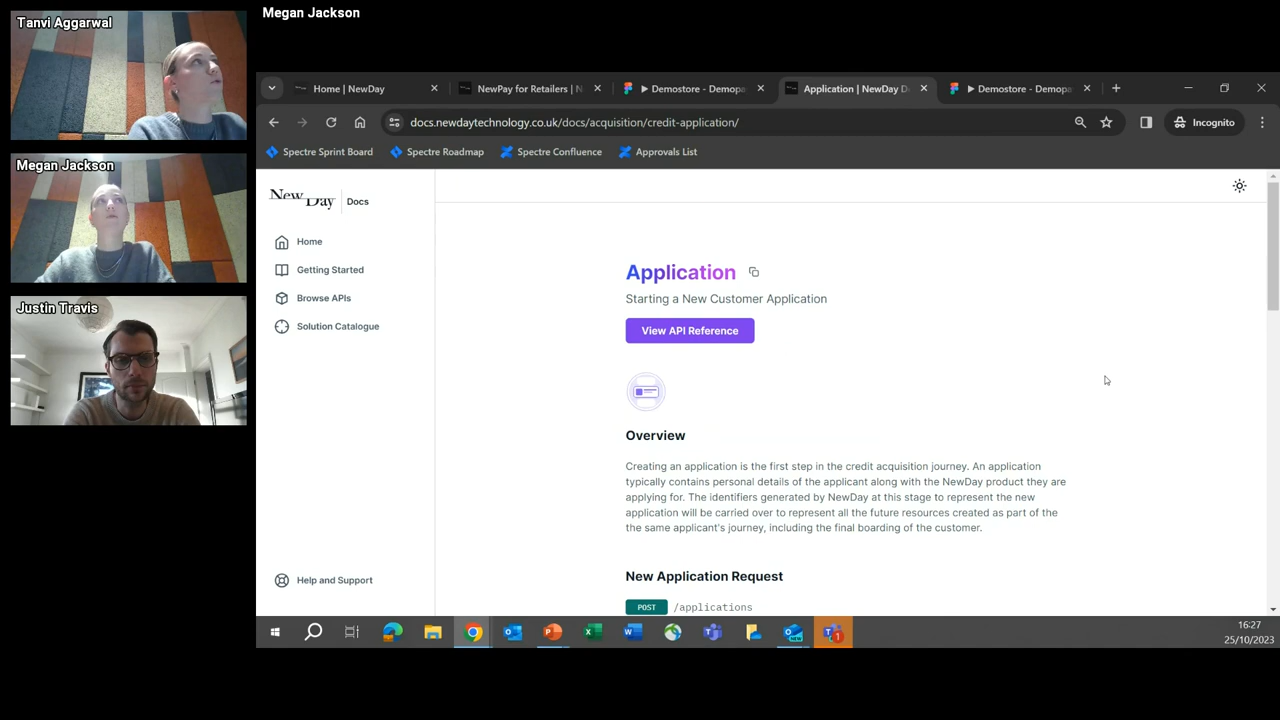 Tanvi Aggarwal
Megan Jackson
Justin Travis
Megan Jackson
Home | NewDay
NewPay for Retailers | N
Demostore - Demopa
Application | NewDay D
Demostore - Demopa
docs.newdaytechnology.co.uk/docs/acquisition/credit-application/
Incognito
Spectre Sprint Board
Spectre Roadmap
Spectre Confluence
Approvals List
NewDay
Docs
Home
Getting Started
Browse APIs
Solution Catalogue
Help and Support
Application
Starting a New Customer Application
View API Reference
Overview
Creating an application is the first step in the credit acquisition journey. An application
typically contains personal details of the applicant along with the NewDay product they are
applying for. The identifiers generated by NewDay at this stage to represent the new
application will be carried over to represent all the future resources created as part of the
the same applicant's journey, including the final boarding of the customer.
New Application Request
POST /applications
16:27
25/10/2023